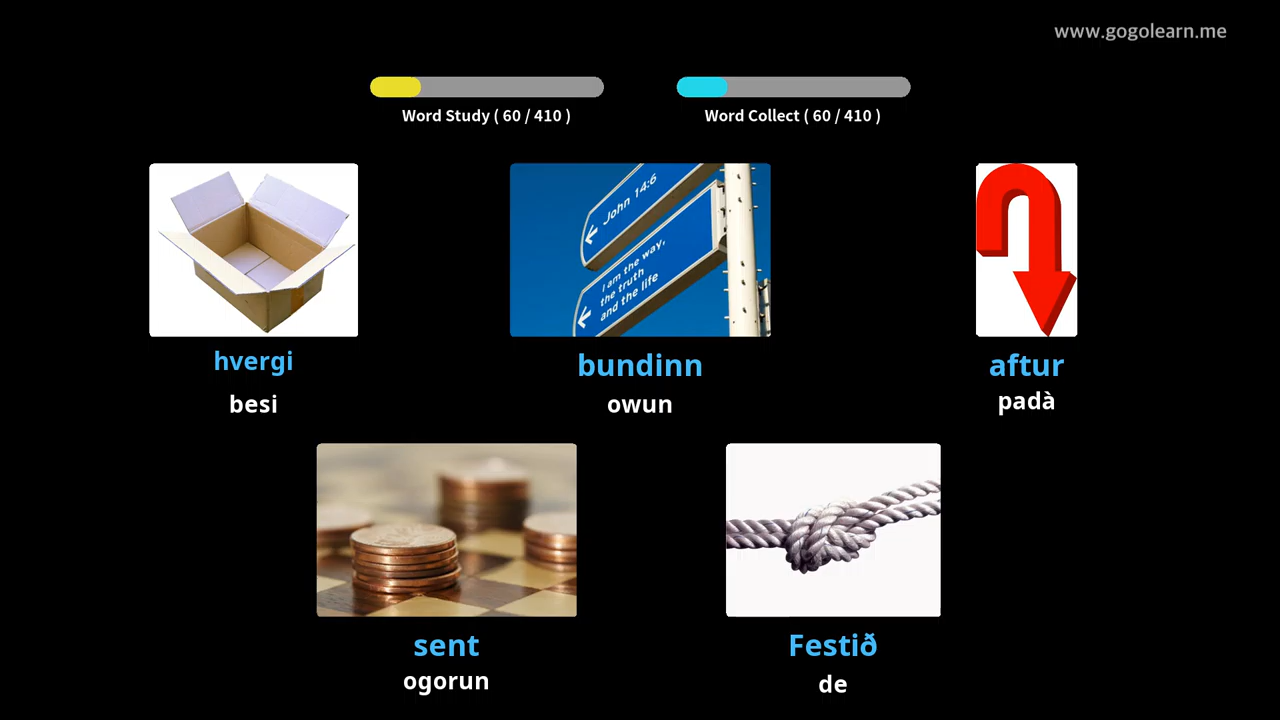 www.gogolearn.me
Word Study ( 60 / 410 )
Word Collect ( 60 / 410 )
John 14:6
I am the way,
the truth
and the life
hvergi
besi
bundinn
owun
aftur
padà
sent
ogorun
Festið
de